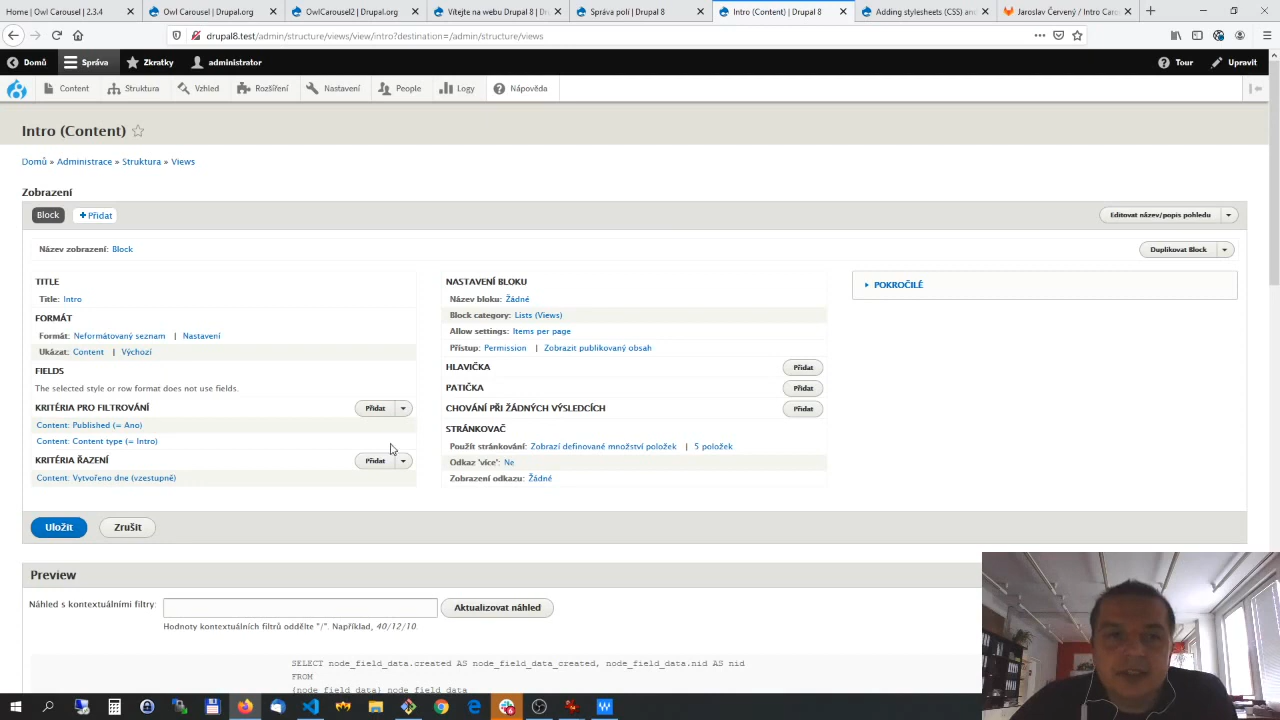 Home | OwlCarousel | 2.3.4
Owl Carousel | Drupal.org
OwlCarousel2 | Drupal.org
Vítejte na webu Drupal 8 | D
Správa polí | Drupal 8
Intro (Content) | Drupal 8
Adding stylesheets (CSS) an
Jaroslav Červený / Intro Caro
drupal8.test/admin/structure/views/view/intro?destination=/admin/structure/views
Domů
Správa
Zkratky
administrator
Tour
Upravit
Content
Struktura
Vzhled
Rozšíření
Nastavení
People
Logy
Nápověda
Intro (Content)
Domů » Administrace » Struktura » Views
Zobrazení
Block
Přidat
Editovat název/popis pohledu
Název zobrazení: Block
Duplikovat Block
TITLE
Title: Intro
FORMÁT
Formát: Neformátovaný seznam | Nastavení
Ukázat: Content | Výchozí
FIELDS
The selected style or row format does not use fields.
KRITÉRIA PRO FILTROVÁNÍ
Přidat
Content: Published (= Ano)
Content: Content type (= Intro)
KRITÉRIA ŘAZENÍ
Přidat
Content: Vytvořeno dne (vzestupně)
NASTAVENÍ BLOKU
Název bloku: Žádné
Block category: Lists (Views)
Allow settings: Items per page
Přístup: Permission | Zobrazit publikovaný obsah
HLAVIČKA
Přidat
PATIČKA
Přidat
CHOVÁNÍ PŘI ŽÁDNÝCH VÝSLEDCÍCH
Přidat
STRÁNKOVAČ
Použít stránkování: Zobrazí definované množství položek | 5 položek
Odkaz 'více': Ne
Zobrazení odkazu: Žádné
POKROČILÉ
Uložit
Zrušit
Preview
Náhled s kontextuálními filtry:
Aktualizovat náhled
Hodnoty kontextuálních filtrů oddělte "/". Například, 40/12/10.
SELECT node_field_data.created AS node_field_data_created, node_field_data.nid AS nid
FROM
{node_field_data} node_field_data